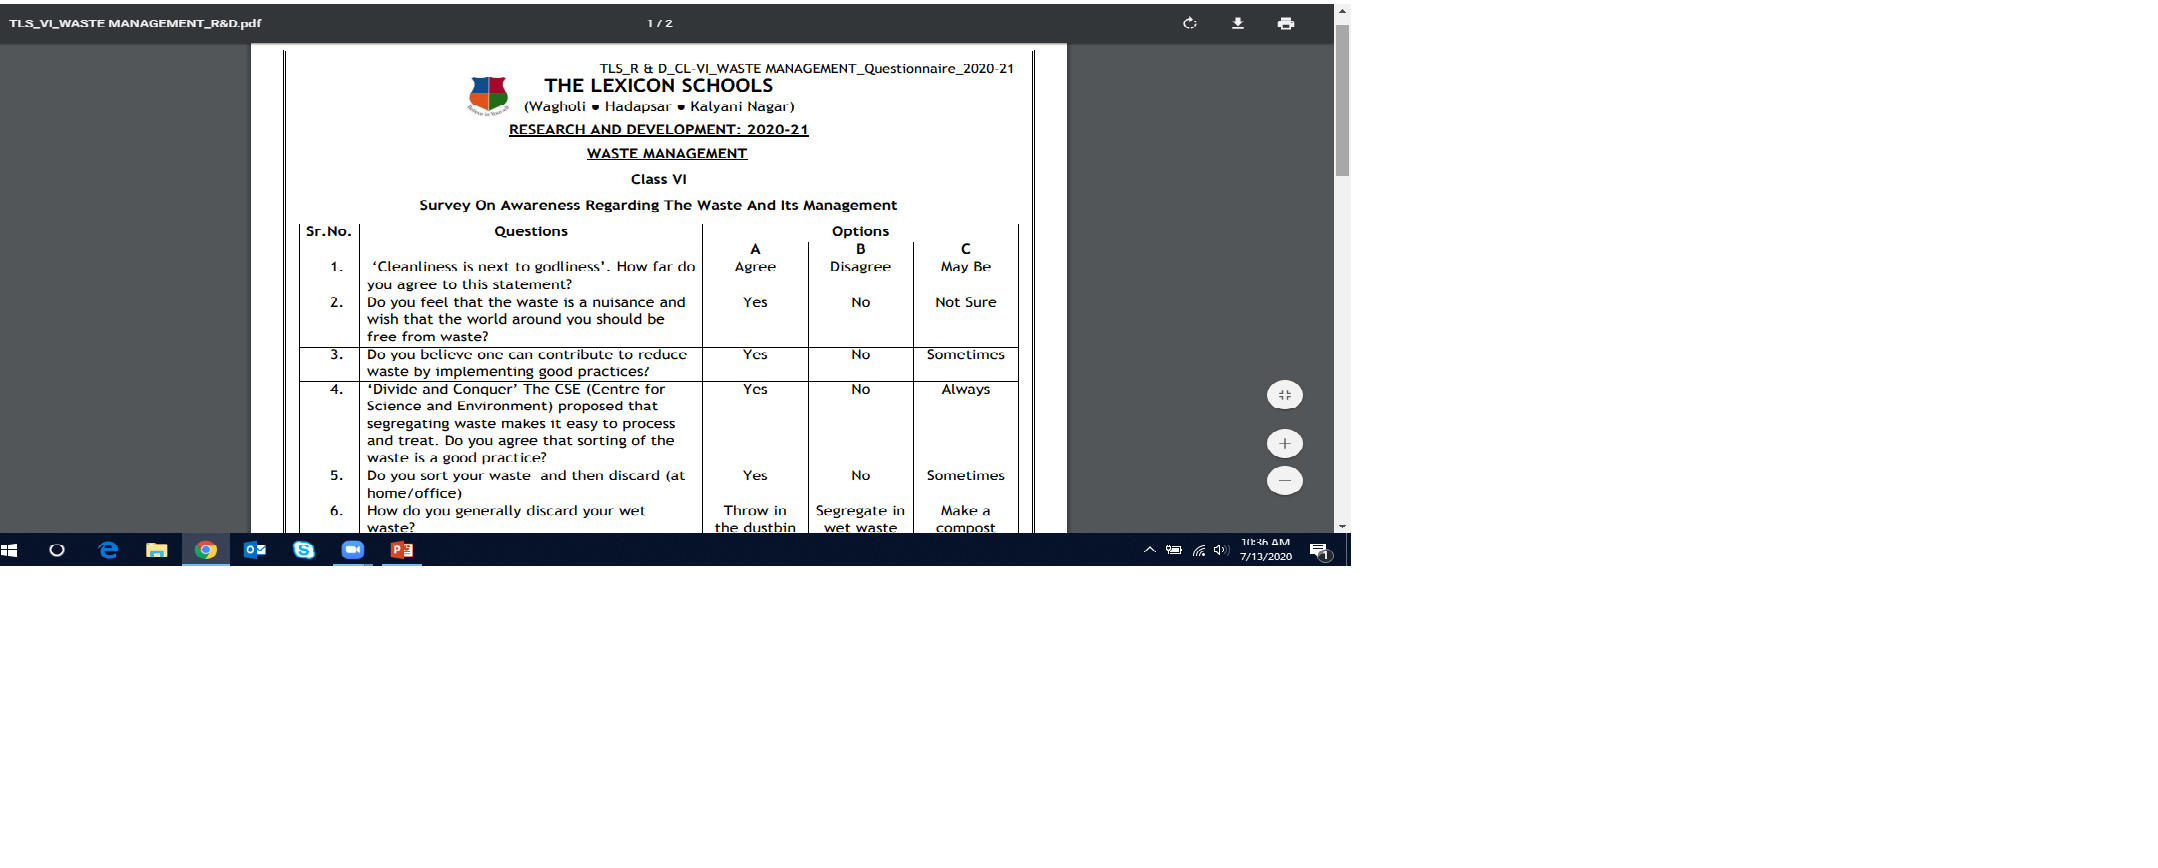 TLS_VI_WASTE MANAGEMENT_R&D.pdf
1 / 2
TLS_R & D_CL-VI_WASTE MANAGEMENT_Questionnaire_2020-21
THE LEXICON SCHOOLS
(Wagholi ● Hadapsar ● Kalyani Nagar)
RESEARCH AND DEVELOPMENT: 2020-21
WASTE MANAGEMENT
Class VI
Survey On Awareness Regarding The Waste And Its Management
Sr.No. Questions Options
A B C
1. ‘Cleanliness is next to godliness’. How far do Agree Disagree May Be
you agree to this statement?
2. Do you feel that the waste is a nuisance and Yes No Not Sure
wish that the world around you should be
free from waste?
3. Do you believe one can contribute to reduce Yes No Sometimes
waste by implementing good practices?
4. ‘Divide and Conquer’ The CSE (Centre for Yes No Always
Science and Environment) proposed that
segregating waste makes it easy to process
and treat. Do you agree that sorting of the
waste is a good practice?
5. Do you sort your waste and then discard (at Yes No Sometimes
home/office)
6. How do you generally discard your wet Throw in Segregate in Make a
waste? the dustbin wet waste compost
10:36 AM
7/13/2020
1